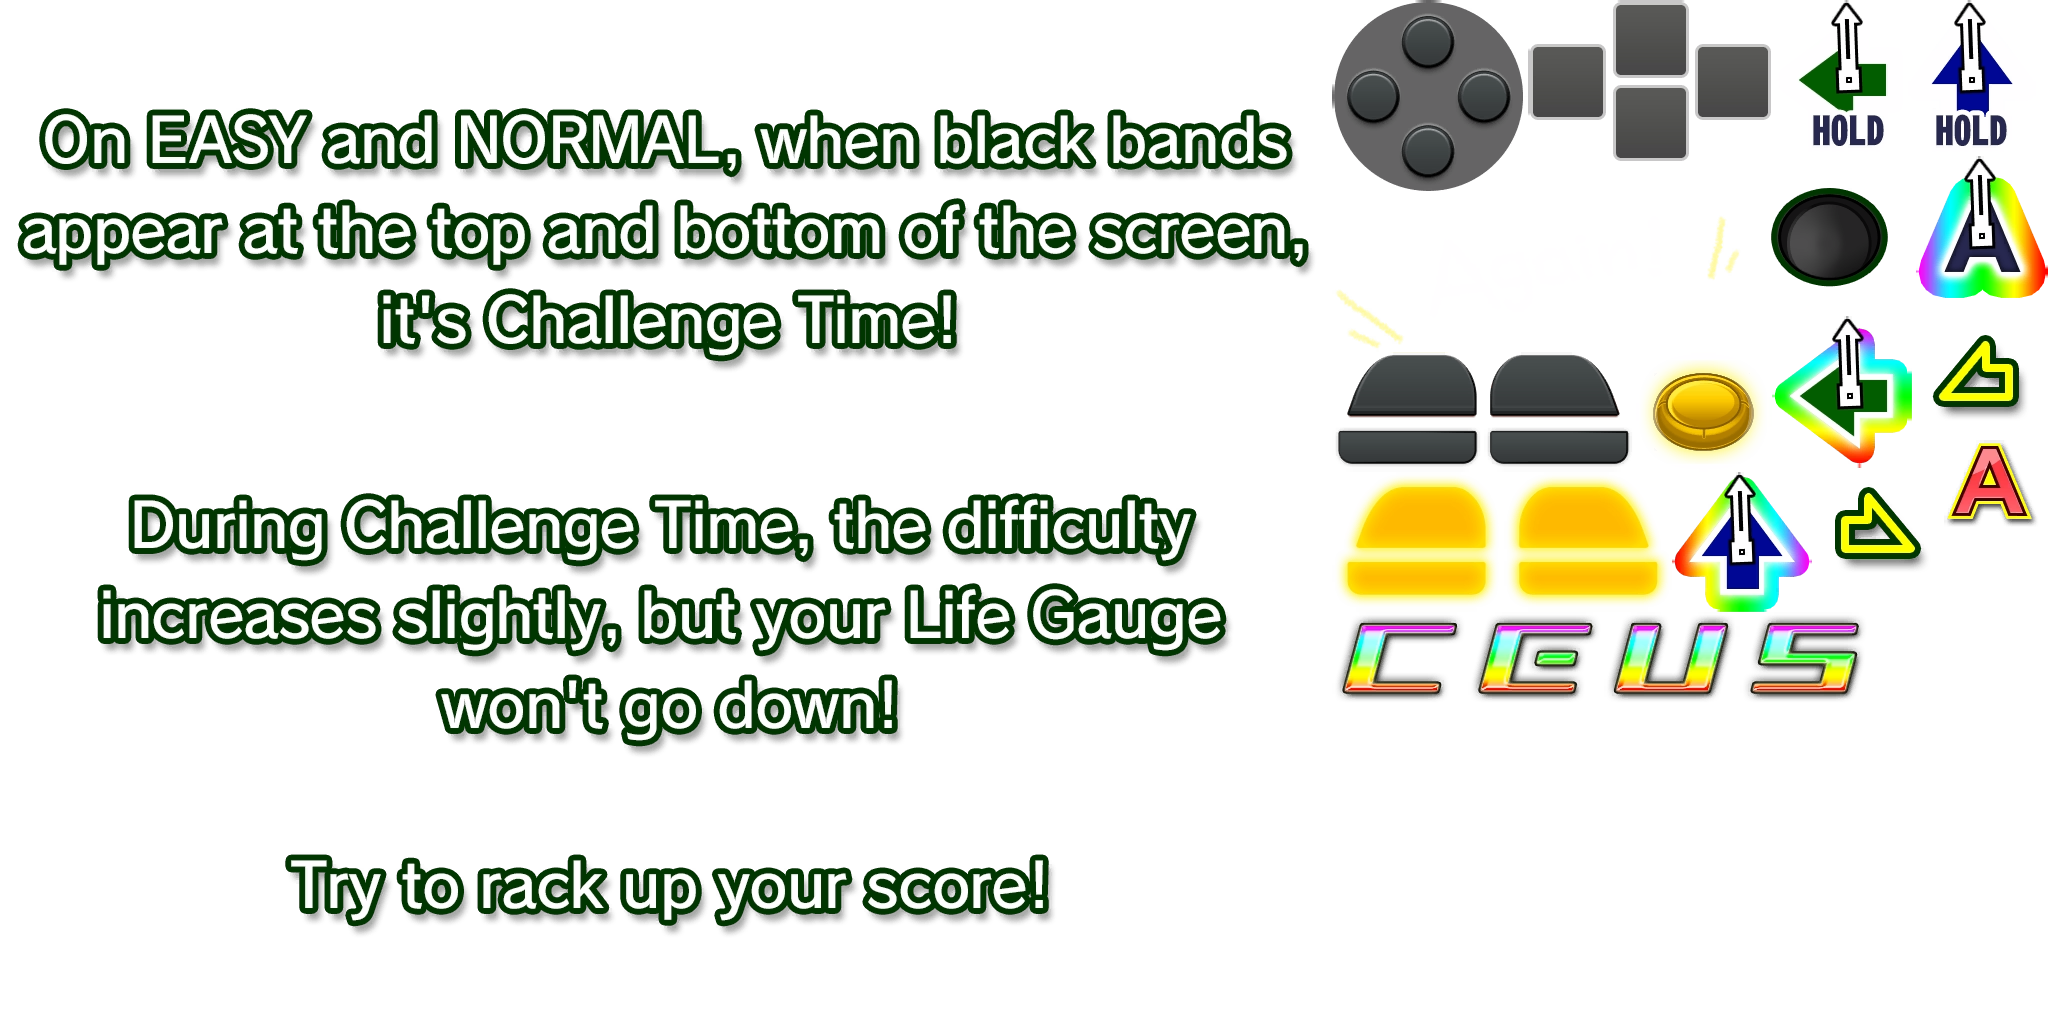 On EASY and NORMAL, when black bands
appear at the top and bottom of the screen,
it's Challenge Time!
During Challenge Time, the difficulty
increases slightly, but your Life Gauge
won't go down!
Try to rack up your score!
HOLD
HOLD
A
A
C E U S